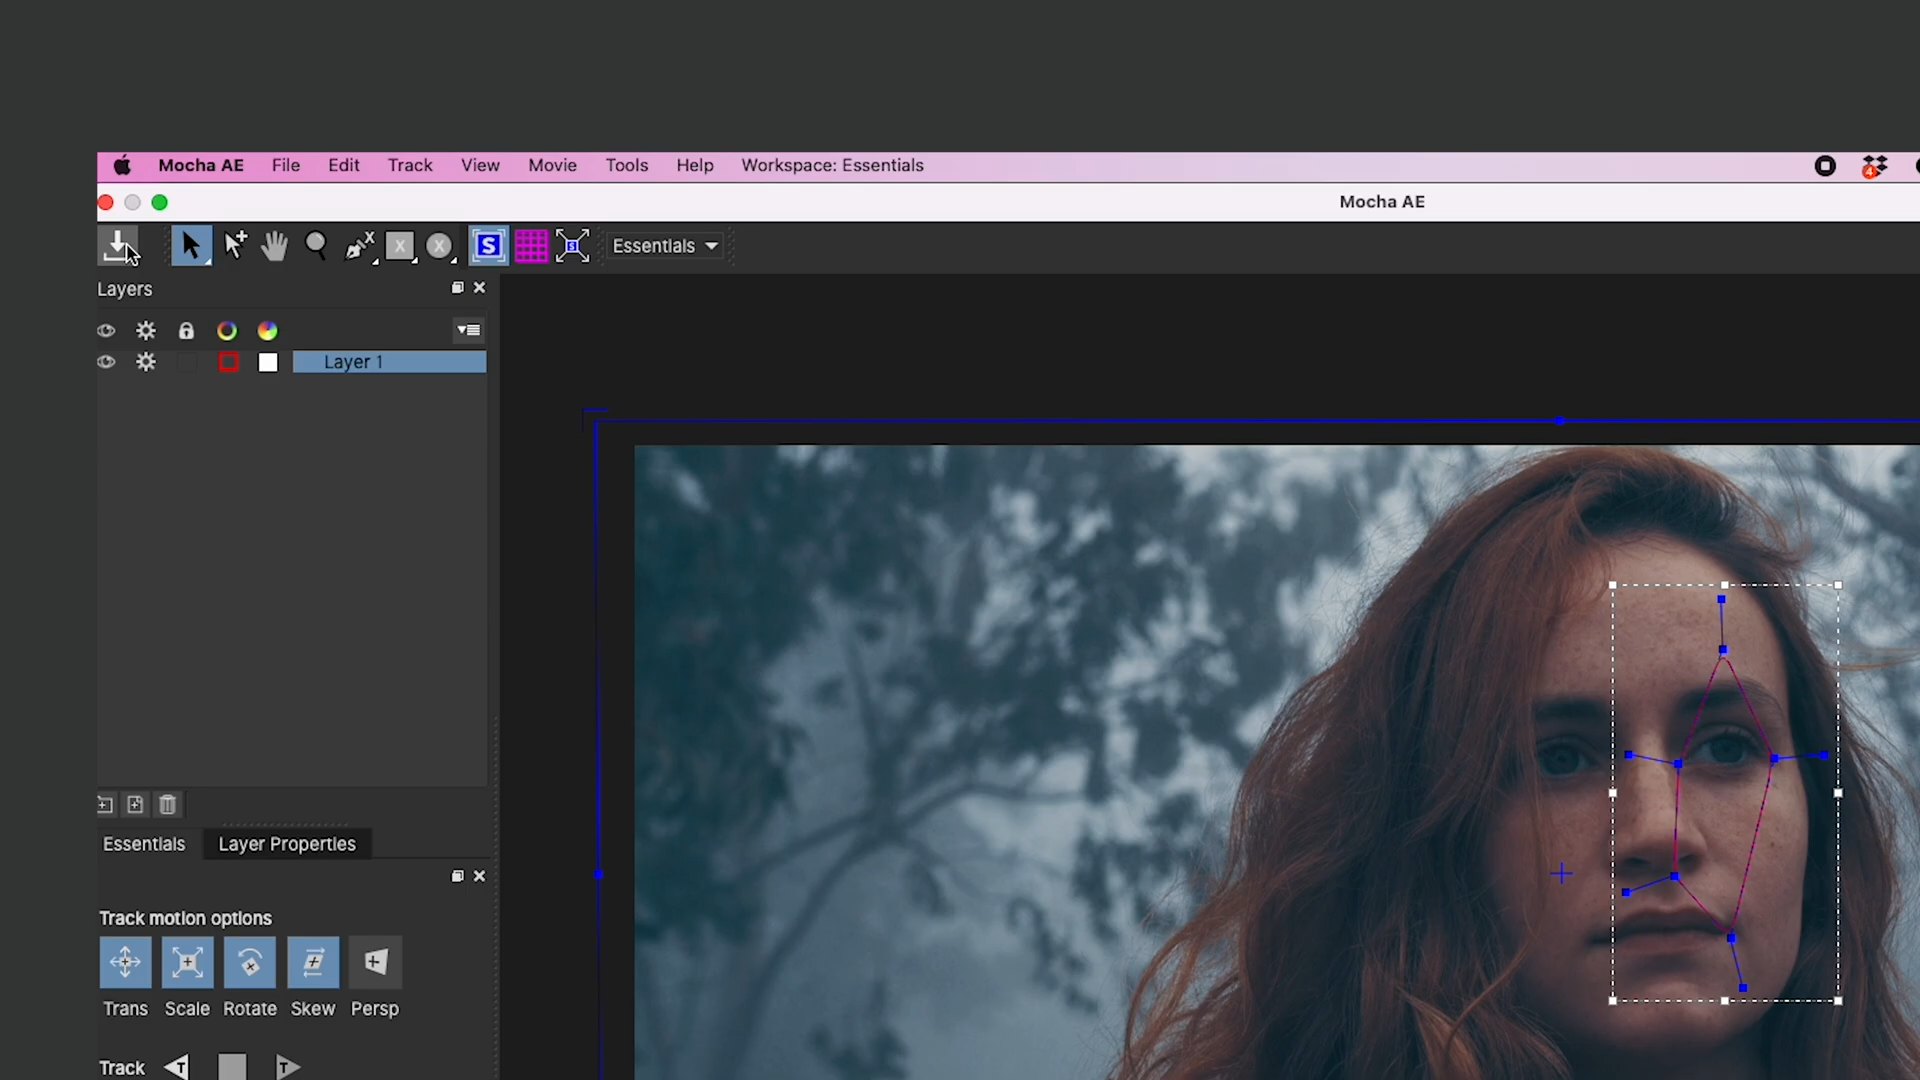 Mocha AE File Edit Track View Movie Tools Help Workspace: Essentials
4
Mocha AE
X X X S S Essentials
Layers
Layer 1
Essentials Layer Properties
Track motion options
Trans Scale Rotate Skew Persp
Track T T